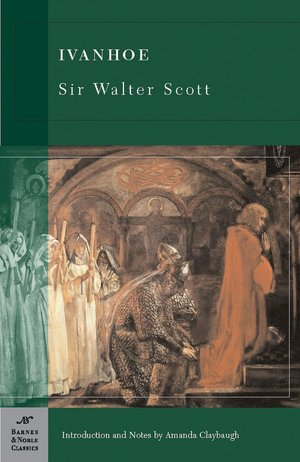 IVANHOE
Sir Walter Scott
BARNES
& NOBLE
CLASSICS
Introduction and Notes by Amanda Claybaugh